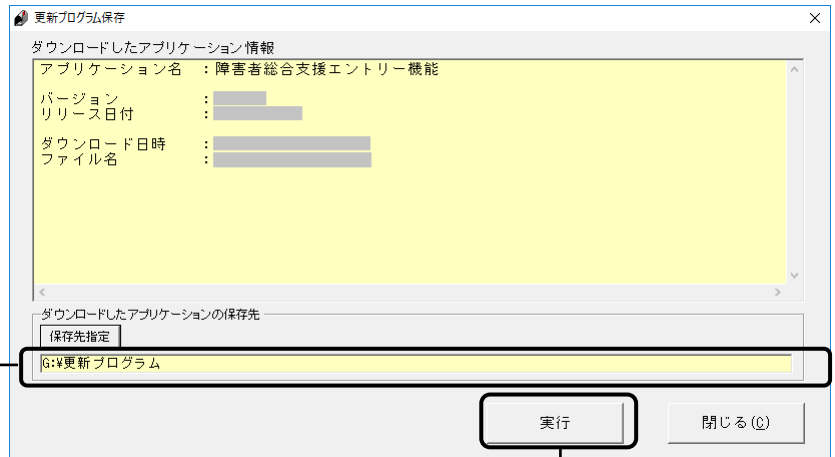 更新プログラム保存
ダウンロードしたアプリケーション情報
アプリケーション名 ：障害者総合支援エントリー機能
バージョン ：
リリース日付 ：
ダウンロード日時 ：
ファイル名 ：
ダウンロードしたアプリケーションの保存先
保存先指定
G:¥更新プログラム
実行
閉じる(C)